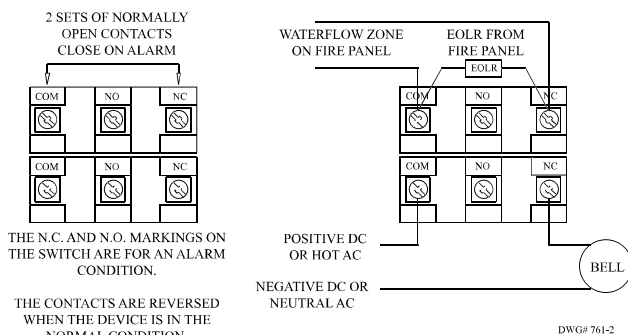 2 SETS OF NORMALLY
OPEN CONTACTS
CLOSE ON ALARM
COM NO NC
COM NO NC
THE N.C. AND N.O. MARKINGS ON
THE SWITCH ARE FOR AN ALARM
CONDITION.
THE CONTACTS ARE REVERSED
WHEN THE DEVICE IS IN THE
NORMAL CONDITION
WATERFLOW ZONE
ON FIRE PANEL
EOLR FROM
FIRE PANEL
EOLR
COM NO NC
COM NO NC
POSITIVE DC
OR HOT AC
NEGATIVE DC OR
NEUTRAL AC
BELL
DWG# 761-2